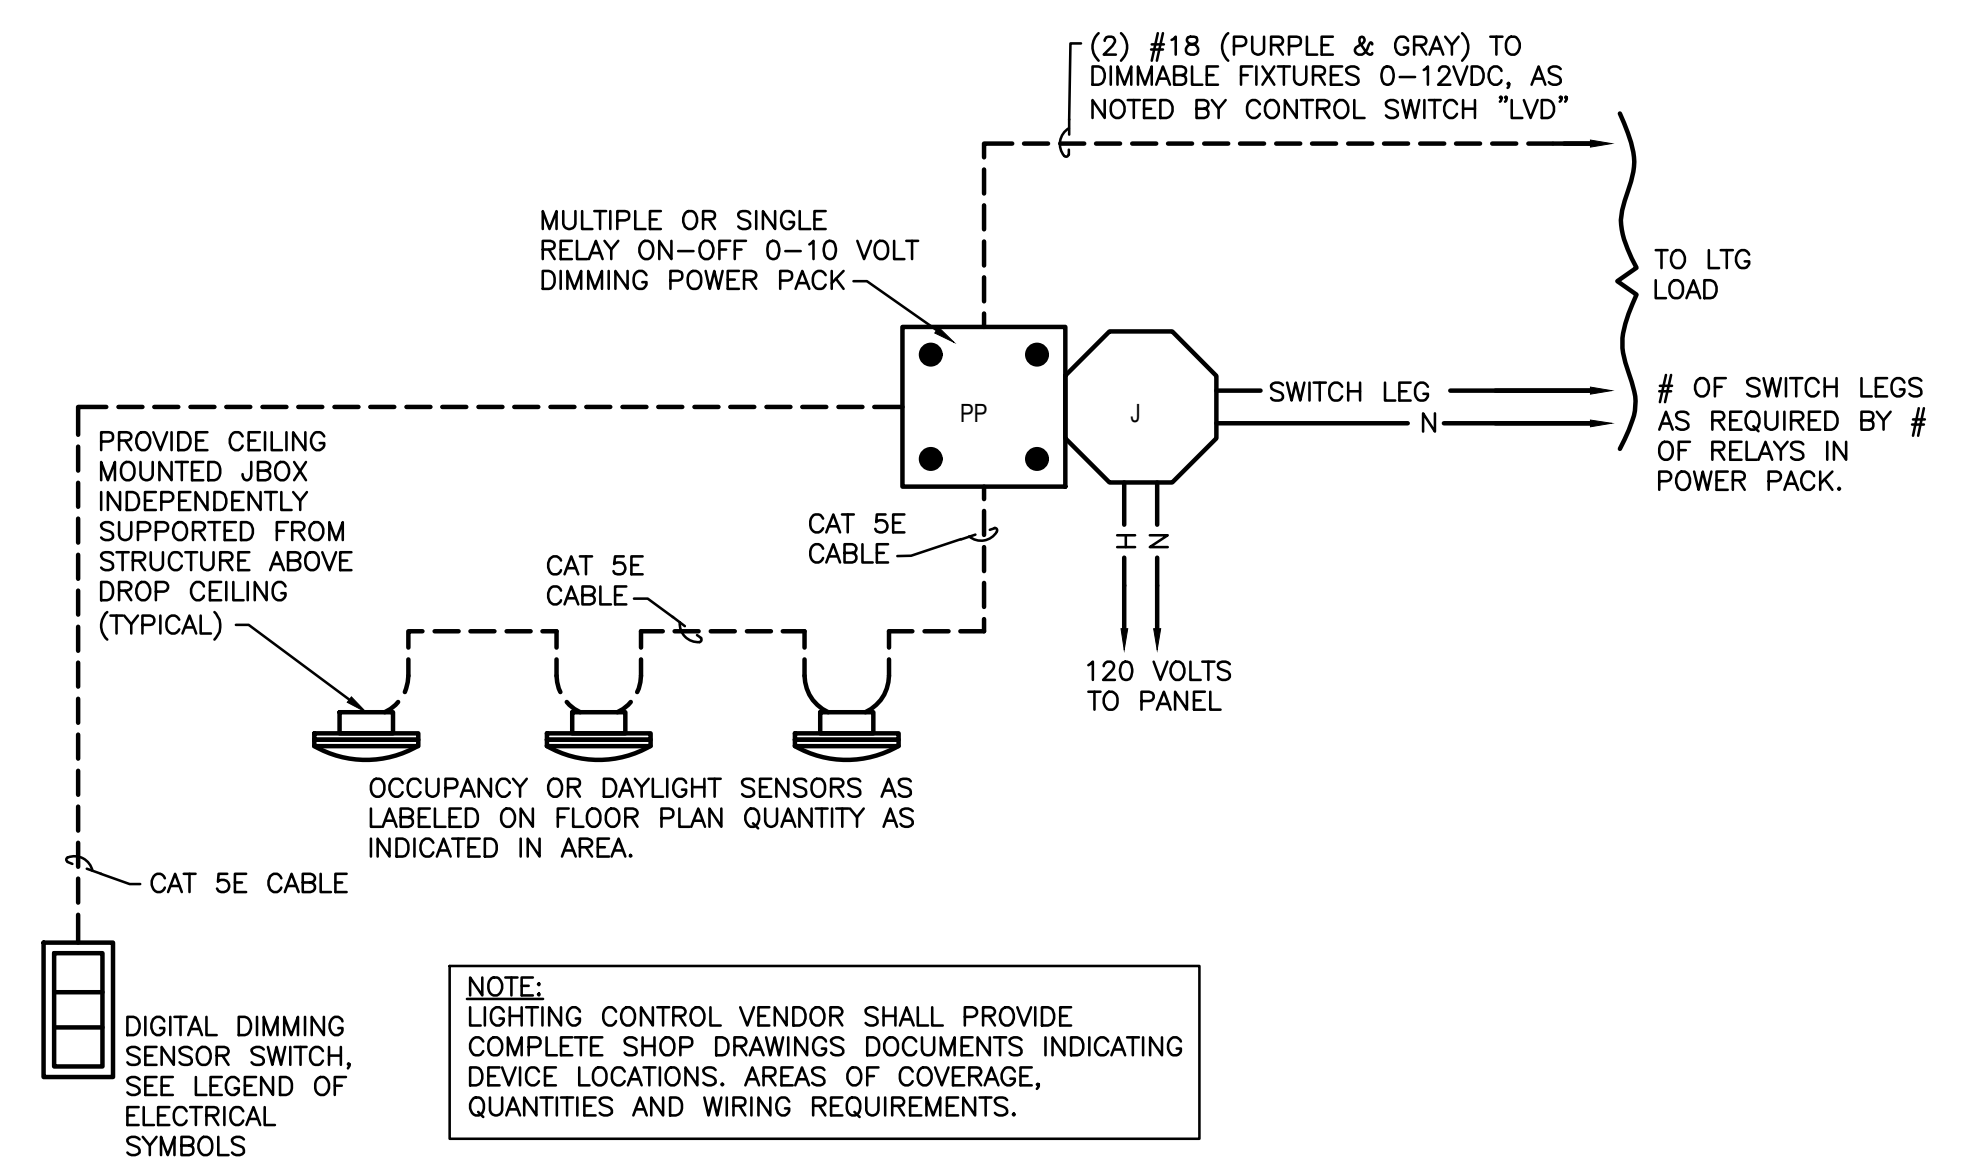 (2) #18 (PURPLE & GRAY) TO
DIMMABLE FIXTURES 0-12VDC, AS
NOTED BY CONTROL SWITCH "LVD"
MULTIPLE OR SINGLE
RELAY ON-OFF 0-10 VOLT
DIMMING POWER PACK
TO LTG
LOAD
PP
J
SWITCH LEG
N
# OF SWITCH LEGS
AS REQUIRED BY #
OF RELAYS IN
POWER PACK.
PROVIDE CEILING
MOUNTED JBOX
INDEPENDENTLY
SUPPORTED FROM
STRUCTURE ABOVE
DROP CEILING
(TYPICAL)
CAT 5E
CABLE
CAT 5E
CABLE
H
N
120 VOLTS
TO PANEL
OCCUPANCY OR DAYLIGHT SENSORS AS
LABELED ON FLOOR PLAN QUANTITY AS
INDICATED IN AREA.
CAT 5E CABLE
DIGITAL DIMMING
SENSOR SWITCH,
SEE LEGEND OF
ELECTRICAL
SYMBOLS
NOTE:
LIGHTING CONTROL VENDOR SHALL PROVIDE
COMPLETE SHOP DRAWINGS DOCUMENTS INDICATING
DEVICE LOCATIONS. AREAS OF COVERAGE,
QUANTITIES AND WIRING REQUIREMENTS.